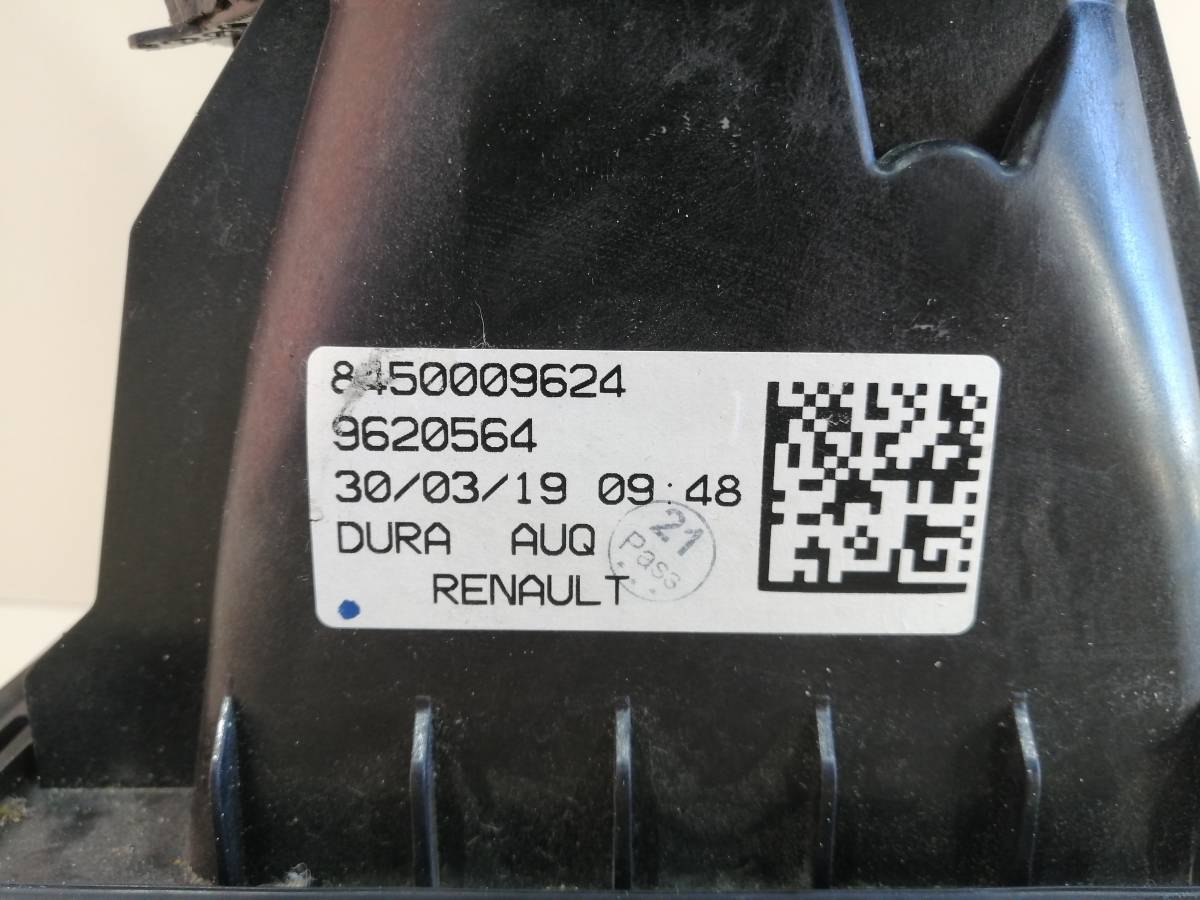 8450009624
9620564
30/03/19 09:48
DURA AUQ
RENAULT
21
Pass